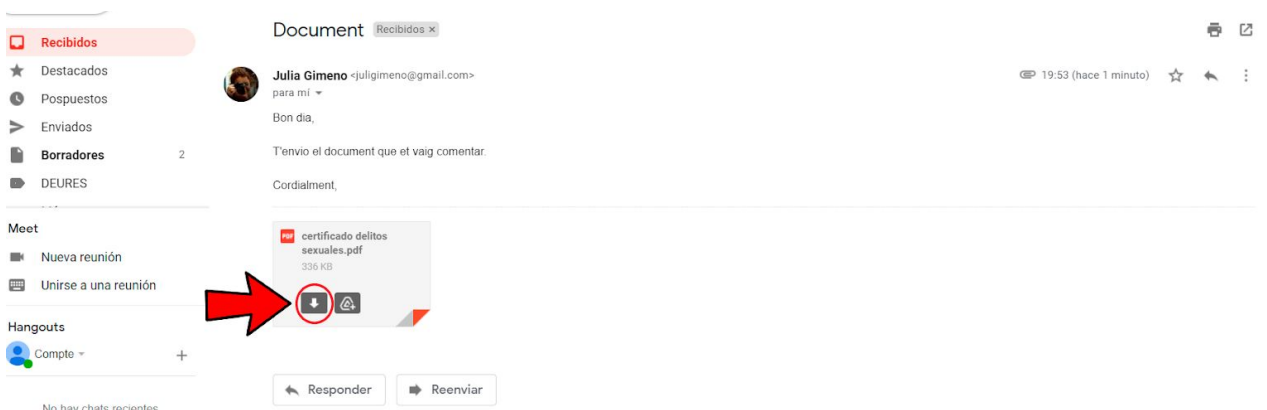 Recibidos
Destacados
Pospuestos
Enviados
Borradores 2
DEURES
Meet
Nueva reunión
Unirse a una reunión
Hangouts
Compte
No hay chats recientes
Document Recibidos ×
Julia Gimeno <juligimeno@gmail.com> 19:53 (hace 1 minuto)
para mí
Bon dia,
T'envio el document que et vaig comentar.
Cordialment,
PDF certificado delitos
sexuales.pdf
336 KB
Responder Reenviar